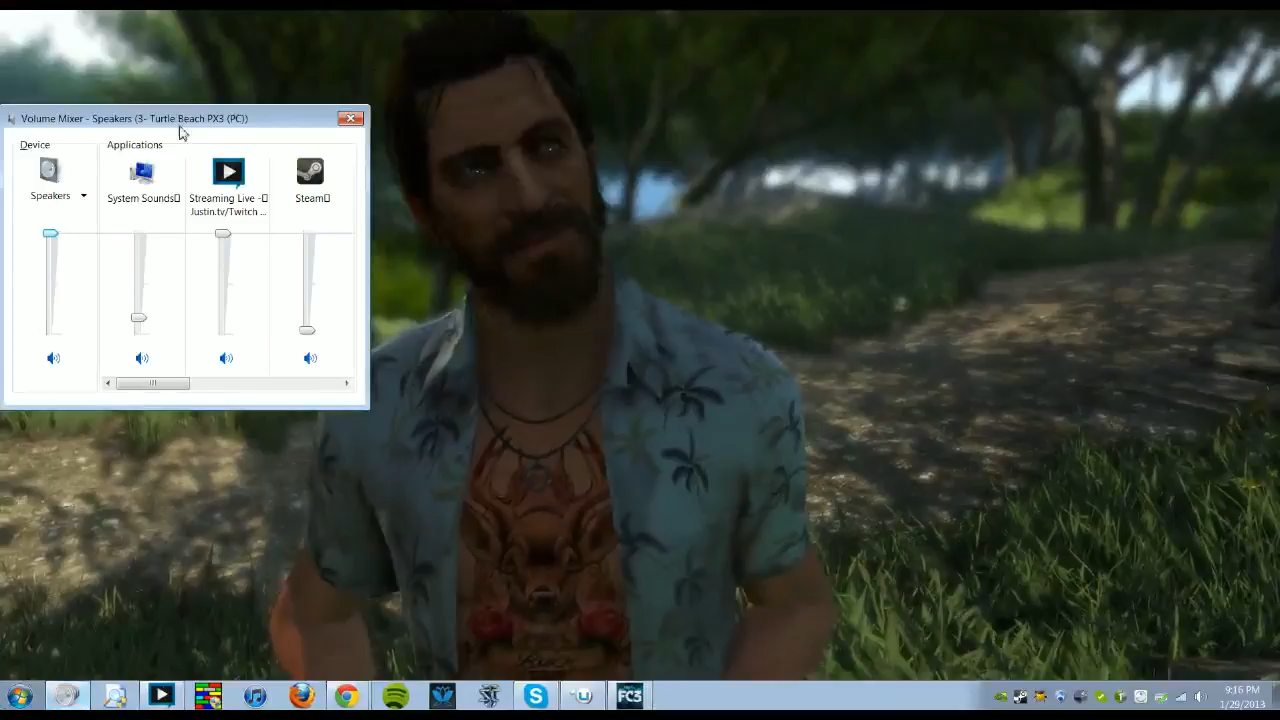 Volume Mixer - Speakers (3- Turtle Beach PX3 (PC))
Device
Applications
Speakers
System Sounds
Streaming Live -
Justin.tv/Twitch ...
Steam
FC3
9:16 PM
1/29/2013